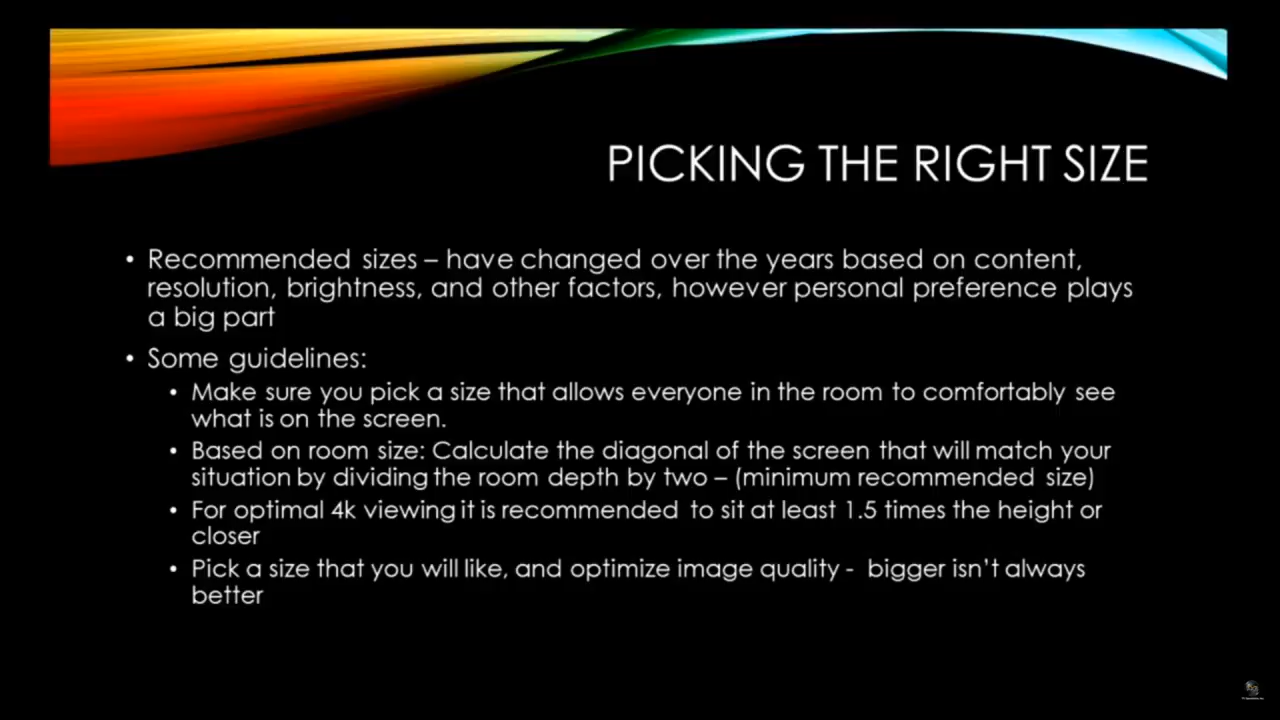 PICKING THE RIGHT SIZE
• Recommended sizes – have changed over the years based on content,
resolution, brightness, and other factors, however personal preference plays
a big part
• Some guidelines:
• Make sure you pick a size that allows everyone in the room to comfortably see
what is on the screen.
• Based on room size: Calculate the diagonal of the screen that will match your
situation by dividing the room depth by two – (minimum recommended size)
• For optimal 4k viewing it is recommended to sit at least 1.5 times the height or
closer
• Pick a size that you will like, and optimize image quality - bigger isn't always
better